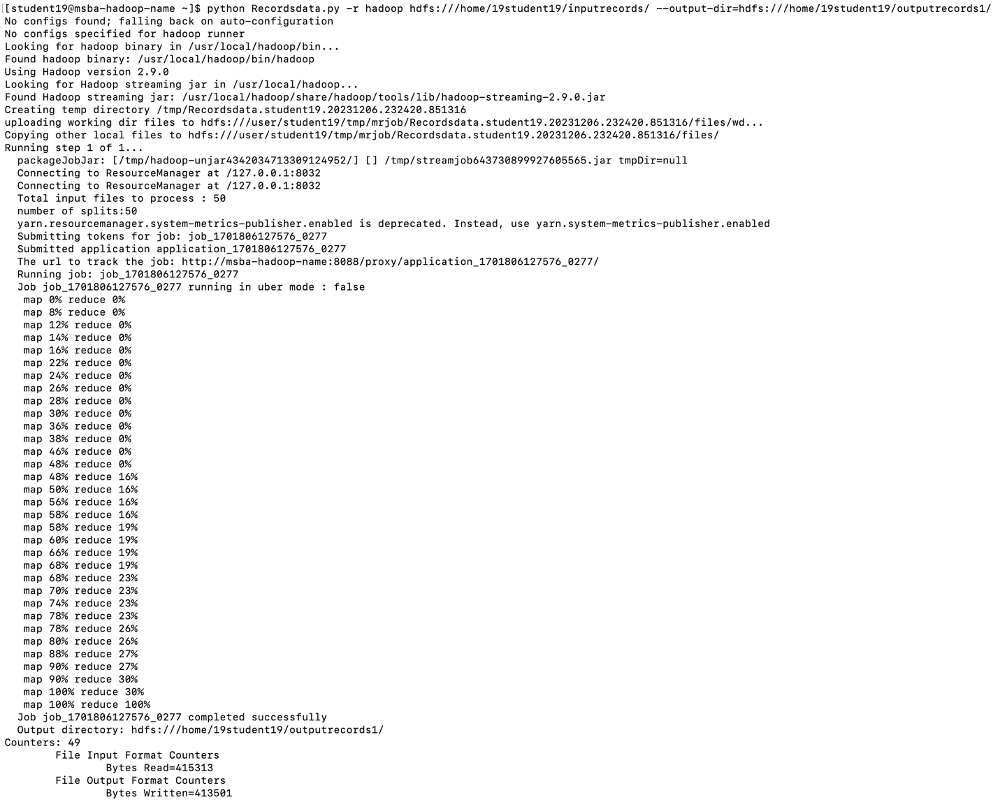 [[student19@msba-hadoop-name ~]$ python Recordsdata.py -r hadoop hdfs:///home/19student19/inputrecords/ --output-dir=hdfs:///home/19student19/outputrecords1/
No configs found; falling back on auto-configuration
No configs specified for hadoop runner
Looking for hadoop binary in /usr/local/hadoop/bin...
Found hadoop binary: /usr/local/hadoop/bin/hadoop
Using Hadoop version 2.9.0
Looking for Hadoop streaming jar in /usr/local/hadoop...
Found Hadoop streaming jar: /usr/local/hadoop/share/hadoop/tools/lib/hadoop-streaming-2.9.0.jar
Creating temp directory /tmp/Recordsdata.student19.20231206.232420.851316
uploading working dir files to hdfs:///user/student19/tmp/mrjob/Recordsdata.student19.20231206.232420.851316/files/wd...
Copying other local files to hdfs:///user/student19/tmp/mrjob/Recordsdata.student19.20231206.232420.851316/files/
Running step 1 of 1...
  packageJobJar: [/tmp/hadoop-unjar4342034713309124952/] [] /tmp/streamjob643730899927605565.jar tmpDir=null
  Connecting to ResourceManager at /127.0.0.1:8032
  Connecting to ResourceManager at /127.0.0.1:8032
  Total input files to process : 50
  number of splits:50
  yarn.resourcemanager.system-metrics-publisher.enabled is deprecated. Instead, use yarn.system-metrics-publisher.enabled
  Submitting tokens for job: job_1701806127576_0277
  Submitted application application_1701806127576_0277
  The url to track the job: http://msba-hadoop-name:8088/proxy/application_1701806127576_0277/
  Running job: job_1701806127576_0277
  Job job_1701806127576_0277 running in uber mode : false
   map 0% reduce 0%
   map 8% reduce 0%
   map 12% reduce 0%
   map 14% reduce 0%
   map 16% reduce 0%
   map 22% reduce 0%
   map 24% reduce 0%
   map 26% reduce 0%
   map 28% reduce 0%
   map 30% reduce 0%
   map 36% reduce 0%
   map 38% reduce 0%
   map 46% reduce 0%
   map 48% reduce 0%
   map 48% reduce 16%
   map 50% reduce 16%
   map 56% reduce 16%
   map 58% reduce 16%
   map 58% reduce 19%
   map 60% reduce 19%
   map 66% reduce 19%
   map 68% reduce 19%
   map 68% reduce 23%
   map 70% reduce 23%
   map 74% reduce 23%
   map 78% reduce 23%
   map 78% reduce 26%
   map 80% reduce 26%
   map 88% reduce 27%
   map 90% reduce 27%
   map 90% reduce 30%
   map 100% reduce 30%
   map 100% reduce 100%
  Job job_1701806127576_0277 completed successfully
  Output directory: hdfs:///home/19student19/outputrecords1/
Counters: 49
        File Input Format Counters
                Bytes Read=415313
        File Output Format Counters
                Bytes Written=413501